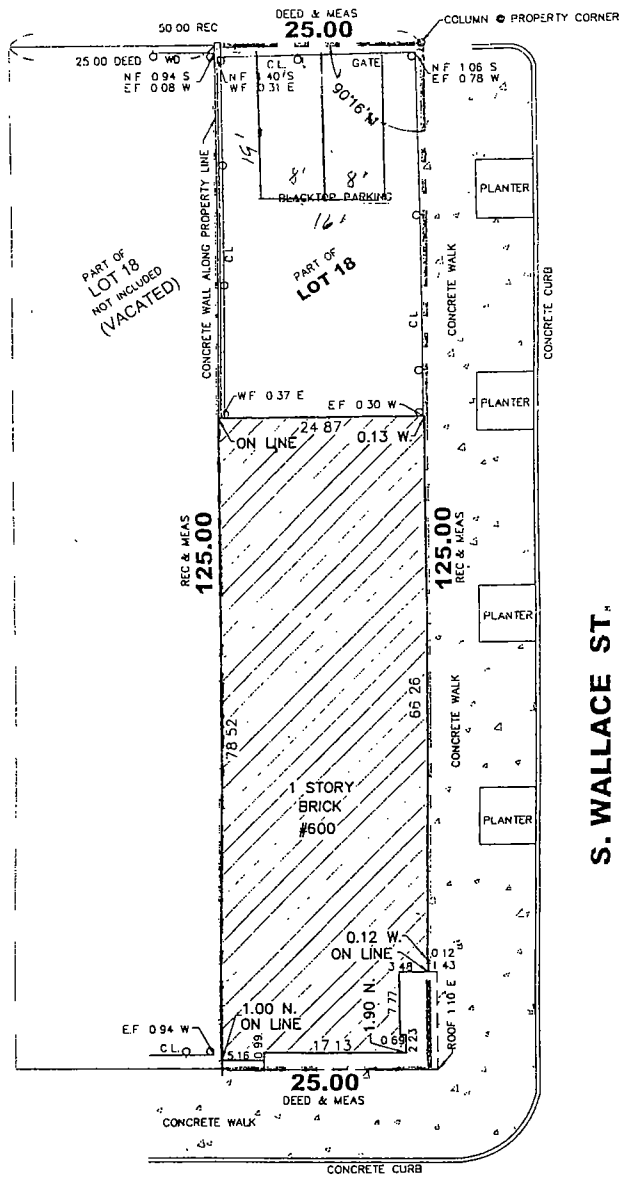 DEED & MEAS
50 00 REC
25.00
COLUMN @ PROPERTY CORNER
25 00 DEED
WD
C L.
GATE
N F 0 94 S
E F 0 08 W
N F 1 40 S
W F 0 31 E
N F 1 06 S
E F 0 78 W
90'16'N
19'
8'
8'
BLACKTOP PARKING
16'
PLANTER
CONCRETE WALL ALONG PROPERTY LINE
PART OF
LOT 18
NOT INCLUDED
(VACATED)
PART OF
LOT 18
CL
CL
CONCRETE WALK
CONCRETE CURB
PLANTER
W F 0 37 E
E F 0 30 W
24 87
ON LINE
0.13 W.
REC & MEAS
125.00
125.00
REC & MEAS
PLANTER
S. WALLACE ST.
78 52
66 26
CONCRETE WALK
1 STORY
BRICK
#600
PLANTER
0.12 W.
ON LINE
0 12
1 43
3 48
7.77
1.90 N.
ROOF 1 10 E
1.00 N.
ON LINE
E F 0 94 W
C L.
5 16
0 99
17 13
0 69
2 23
25.00
DEED & MEAS
CONCRETE WALK
CONCRETE CURB